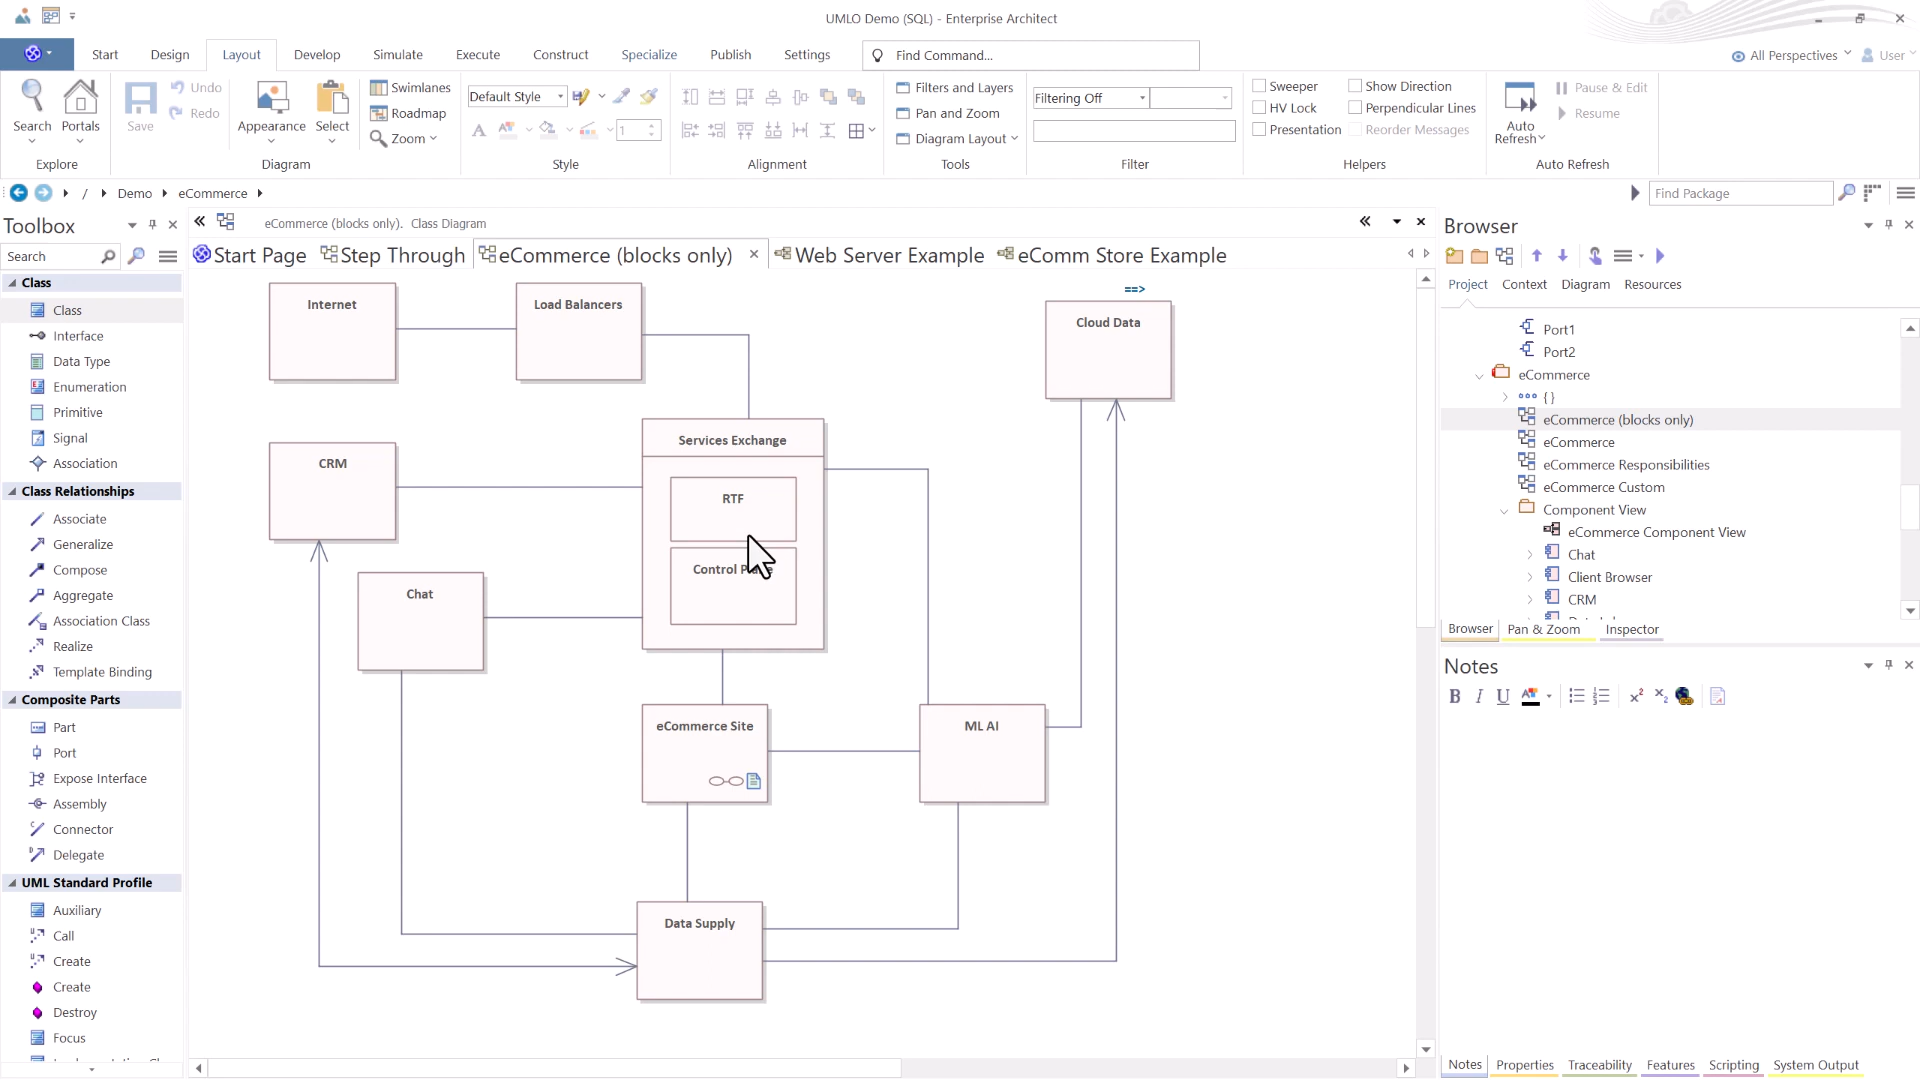 UMLO Demo (SQL) - Enterprise Architect
Start Design Layout Develop Simulate Execute Construct Specialize Publish Settings Find Command... All Perspectives User
Search Portals Save Undo Redo Appearance Select Swimlanes Roadmap Zoom
Default Style 1
Filters and Layers Pan and Zoom Diagram Layout
Filtering Off
Sweeper HV Lock Presentation Show Direction Perpendicular Lines Reorder Messages
Auto Refresh Pause & Edit Resume
Explore Diagram Style Alignment Tools Filter Helpers Auto Refresh
/ Demo eCommerce Find Package
Toolbox
Search
Class
Class
Interface
Data Type
Enumeration
Primitive
Signal
Association
Class Relationships
Associate
Generalize
Compose
Aggregate
Association Class
Realize
Template Binding
Composite Parts
Part
Port
Expose Interface
Assembly
Connector
Delegate
UML Standard Profile
Auxiliary
Call
Create
Create
Destroy
Focus
eCommerce (blocks only). Class Diagram
Start Page Step Through eCommerce (blocks only) Web Server Example eComm Store Example
==>
Internet
Load Balancers
Cloud Data
Services Exchange
CRM
RTF
Control
Chat
eCommerce Site
ML AI
Data Supply
Browser
Project Context Diagram Resources
Port1
Port2
eCommerce
{ }
eCommerce (blocks only)
eCommerce
eCommerce Responsibilities
eCommerce Custom
Component View
eCommerce Component View
Chat
Client Browser
CRM
Browser Pan & Zoom Inspector
Notes
B I U
Notes Properties Traceability Features Scripting System Output